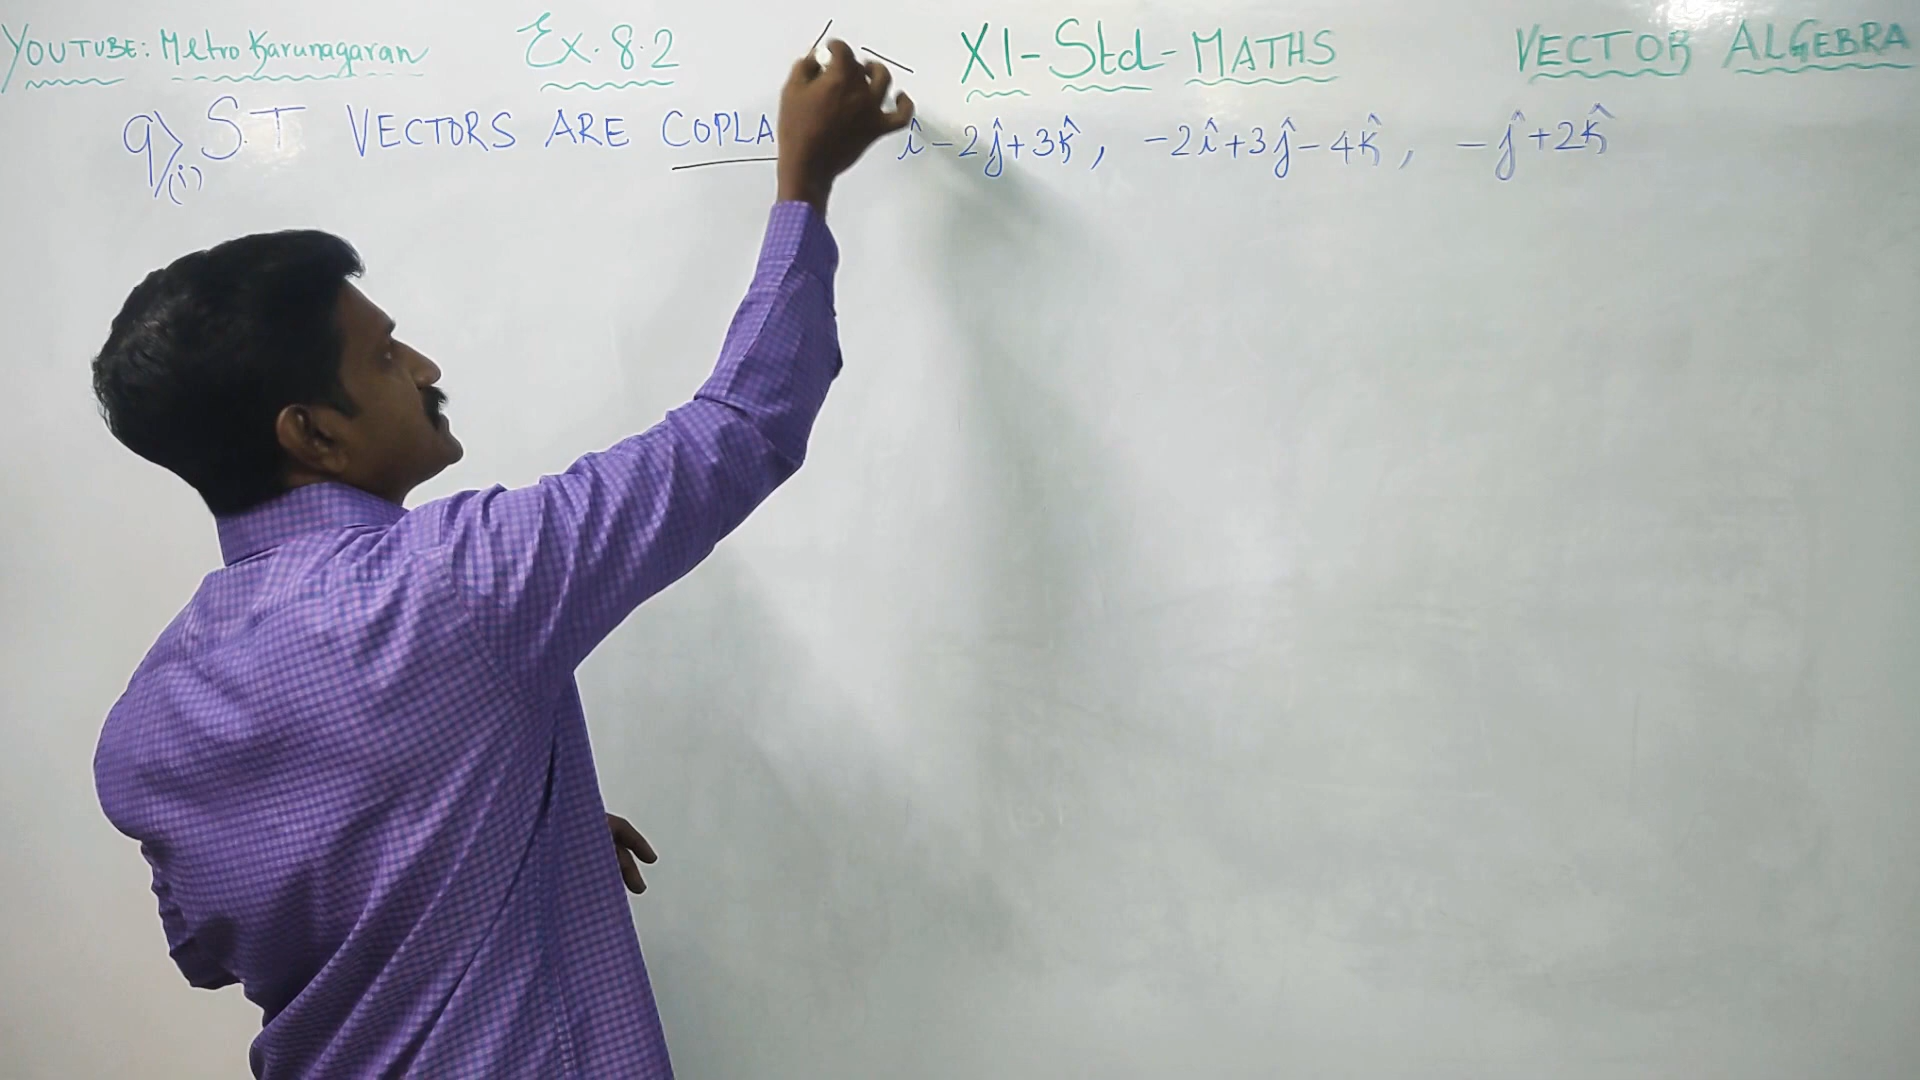 YOUTUBE: Metro Karunagaran Ex. 8.2 XI-Std-MATHS VECTOR ALGEBRA
9) (i) S.T VECTORS ARE COPLA î-2ĵ+3k̂, -2î+3ĵ-4k̂, -ĵ+2k̂